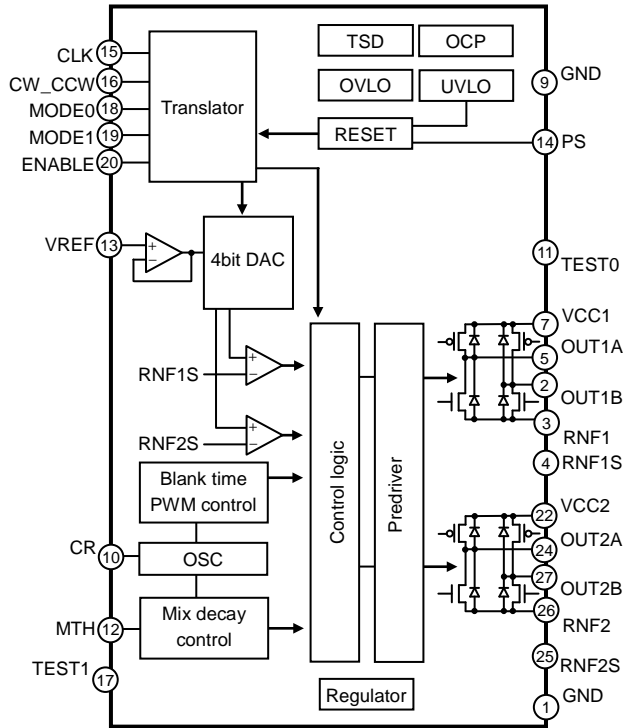 CLK 15
CW_CCW 16
MODE0 18
MODE1 19
ENABLE 20
Translator
TSD
OCP
OVLO
UVLO
RESET
9 GND
14 PS
VREF 13
+
−
4bit DAC
11
TEST0
RNF1S
+
−
RNF2S
+
−
Blank time
PWM control
CR
10
OSC
MTH
12
Mix decay
control
TEST1
17
Control logic
Predriver
7 VCC1
5 OUT1A
2
OUT1B
3
RNF1
4 RNF1S
22 VCC2
24 OUT2A
27
OUT2B
26
RNF2
25
RNF2S
GND
1
Regulator